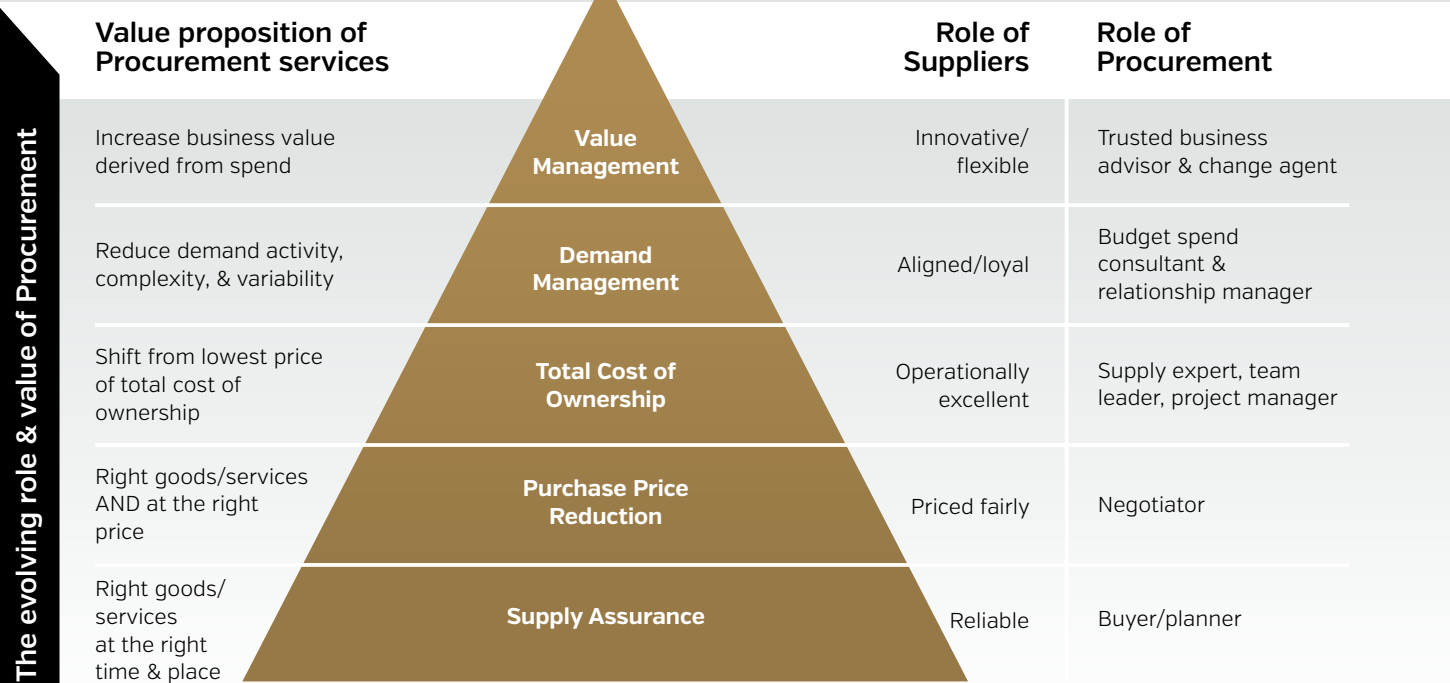 The evolving role & value of Procurement
Value proposition of
Procurement services
Role of
Suppliers
Role of
Procurement
Increase business value
derived from spend
Value
Management
Innovative/
flexible
Trusted business
advisor & change agent
Reduce demand activity,
complexity, & variability
Demand
Management
Aligned/loyal
Budget spend
consultant &
relationship manager
Shift from lowest price
of total cost of
ownership
Total Cost of
Ownership
Operationally
excellent
Supply expert, team
leader, project manager
Right goods/services
AND at the right
price
Purchase Price
Reduction
Priced fairly
Negotiator
Right goods/
services
at the right
time & place
Supply Assurance
Reliable
Buyer/planner